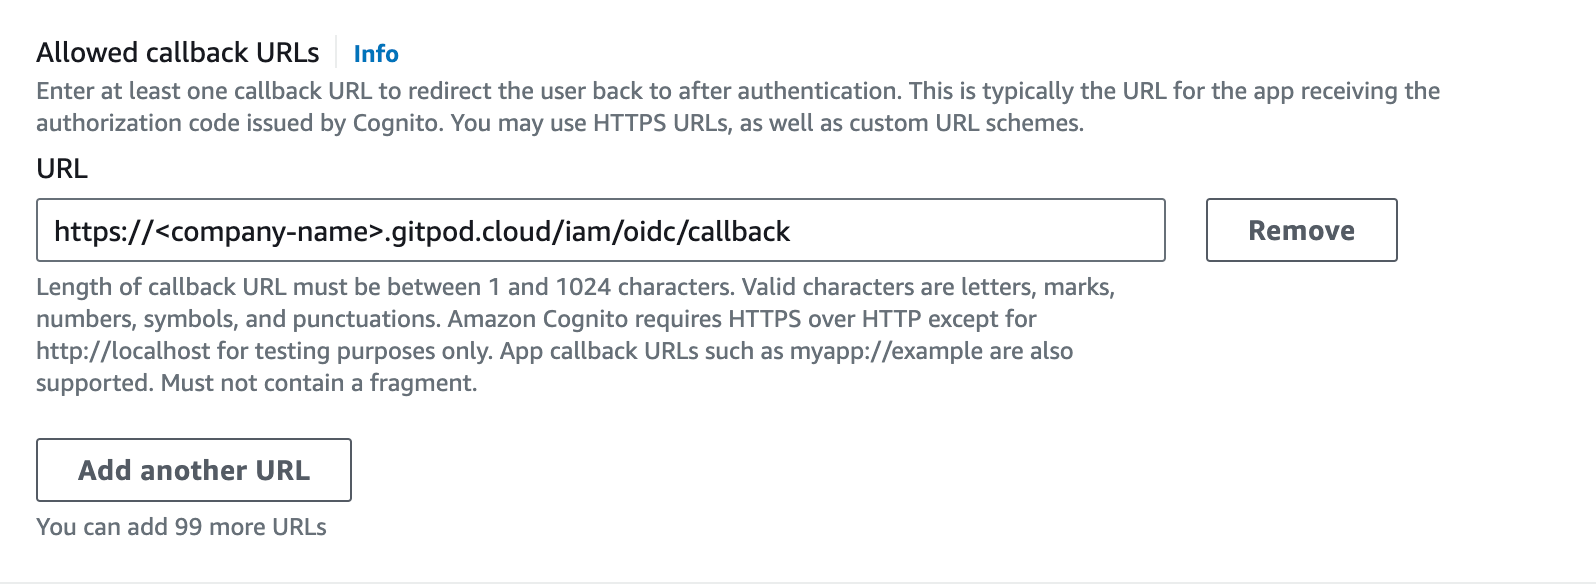 Allowed callback URLs Info
Enter at least one callback URL to redirect the user back to after authentication. This is typically the URL for the app receiving the
authorization code issued by Cognito. You may use HTTPS URLs, as well as custom URL schemes.
URL
https://<company-name>.gitpod.cloud/iam/oidc/callback Remove
Length of callback URL must be between 1 and 1024 characters. Valid characters are letters, marks,
numbers, symbols, and punctuations. Amazon Cognito requires HTTPS over HTTP except for
http://localhost for testing purposes only. App callback URLs such as myapp://example are also
supported. Must not contain a fragment.
Add another URL
You can add 99 more URLs